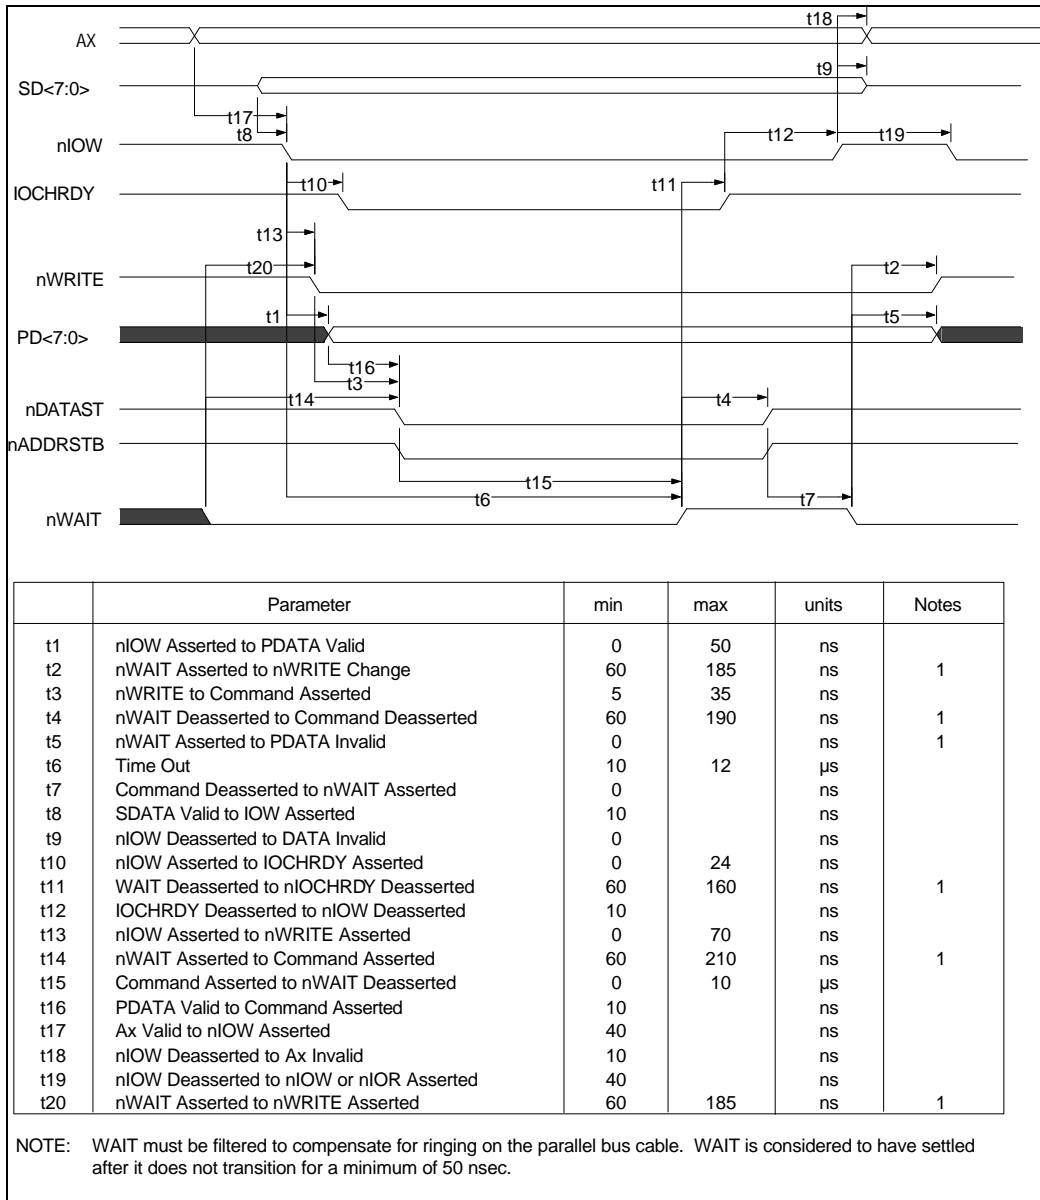 t18
AX
t9
SD<7:0>
t17
t8 t12 t19
nIOW
t10 t11
IOCHRDY
t13
t20 t2
nWRITE
t1 t5
PD<7:0>
t16
t3
t14 t4
nDATAST
nADDRSTB
t15
t6 t7
nWAIT
Parameter min max units Notes
t1 nIOW Asserted to PDATA Valid 0 50 ns
t2 nWAIT Asserted to nWRITE Change 60 185 ns 1
t3 nWRITE to Command Asserted 5 35 ns
t4 nWAIT Deasserted to Command Deasserted 60 190 ns 1
t5 nWAIT Asserted to PDATA Invalid 0 ns 1
t6 Time Out 10 12 µs
t7 Command Deasserted to nWAIT Asserted 0 ns
t8 SDATA Valid to IOW Asserted 10 ns
t9 nIOW Deasserted to DATA Invalid 0 ns
t10 nIOW Asserted to IOCHRDY Asserted 0 24 ns
t11 WAIT Deasserted to nIOCHRDY Deasserted 60 160 ns 1
t12 IOCHRDY Deasserted to nIOW Deasserted 10 ns
t13 nIOW Asserted to nWRITE Asserted 0 70 ns
t14 nWAIT Asserted to Command Asserted 60 210 ns 1
t15 Command Asserted to nWAIT Deasserted 0 10 µs
t16 PDATA Valid to Command Asserted 10 ns
t17 Ax Valid to nIOW Asserted 40 ns
t18 nIOW Deasserted to Ax Invalid 10 ns
t19 nIOW Deasserted to nIOW or nIOR Asserted 40 ns
t20 nWAIT Asserted to nWRITE Asserted 60 185 ns 1
NOTE: WAIT must be filtered to compensate for ringing on the parallel bus cable. WAIT is considered to have settled
after it does not transition for a minimum of 50 nsec.